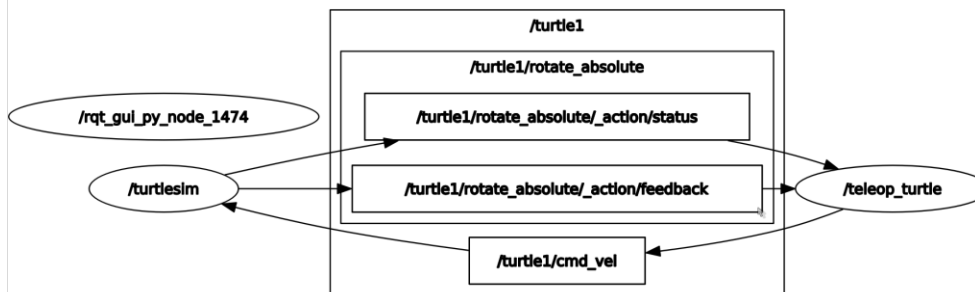 /turtle1
/turtle1/rotate_absolute
/rqt_gui_py_node_1474
/turtle1/rotate_absolute/_action/status
/turtlesim
/turtle1/rotate_absolute/_action/feedback
/teleop_turtle
/turtle1/cmd_vel